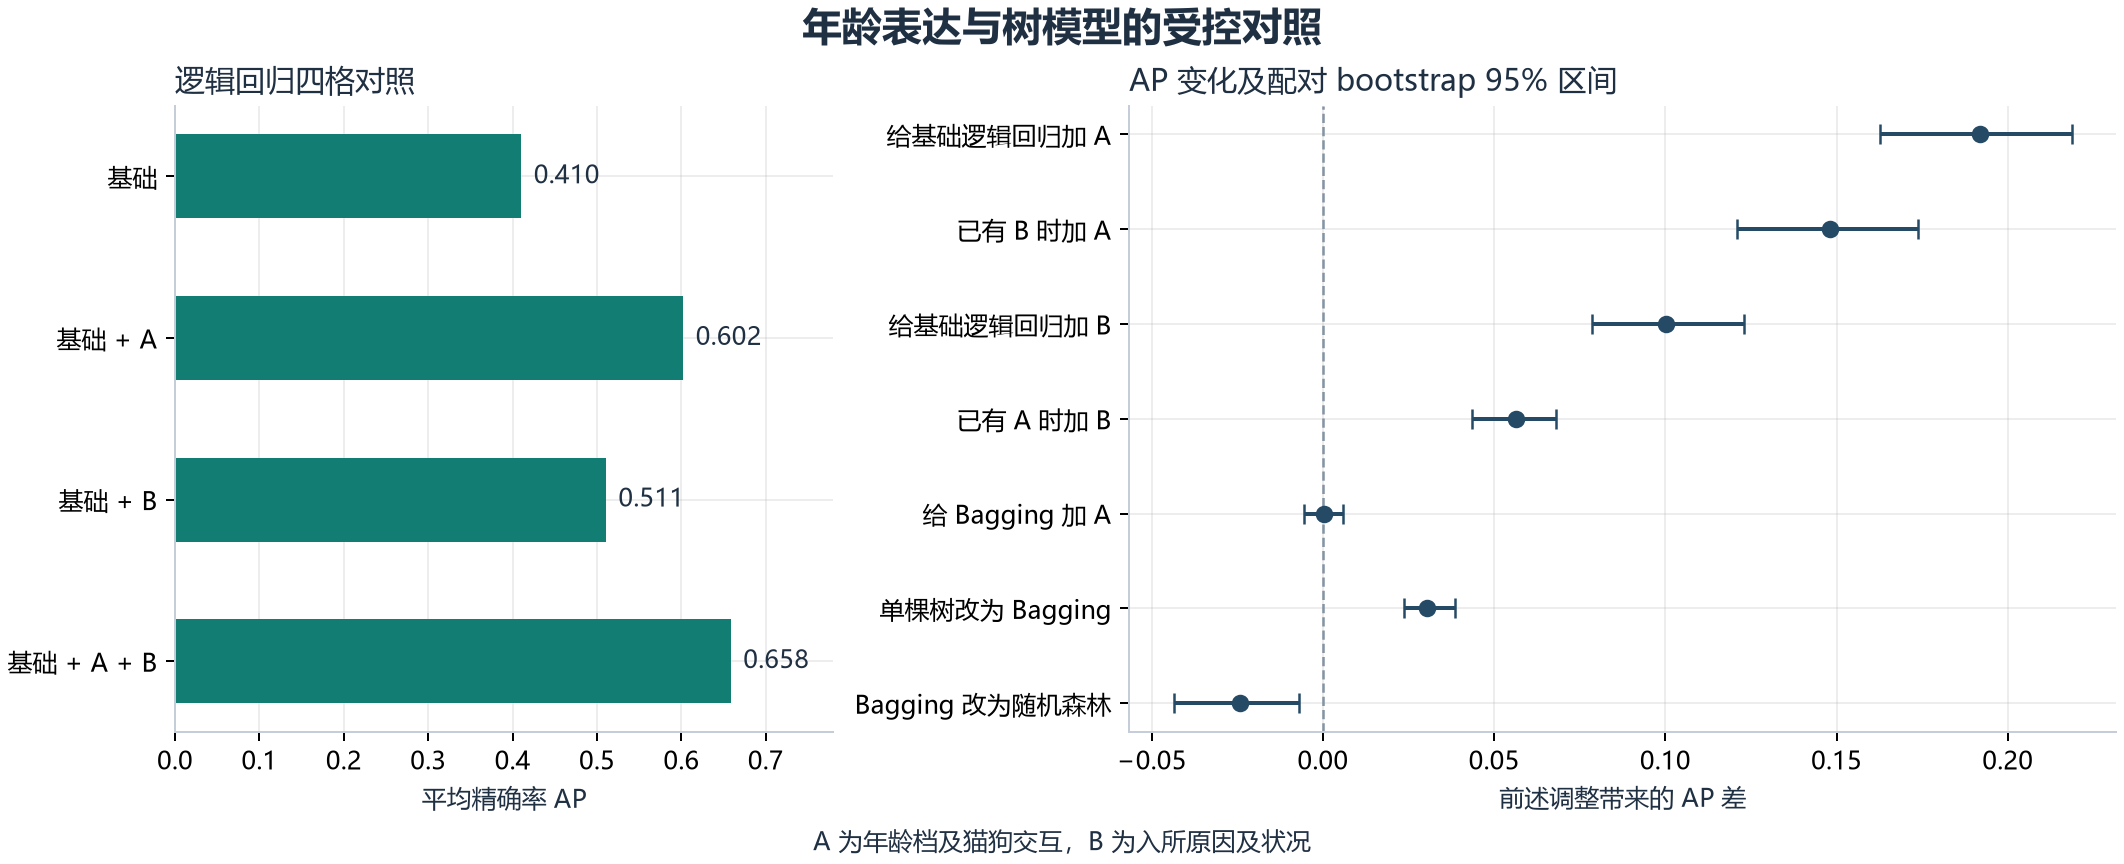 年龄表达与树模型的受控对照
逻辑回归四格对照
基础
0.410
基础 + A
0.602
基础 + B
0.511
基础 + A + B
0.658
0.0 0.1 0.2 0.3 0.4 0.5 0.6 0.7
平均精确率 AP
AP 变化及配对 bootstrap 95% 区间
给基础逻辑回归加 A
已有 B 时加 A
给基础逻辑回归加 B
已有 A 时加 B
给 Bagging 加 A
单棵树改为 Bagging
Bagging 改为随机森林
−0.05 0.00 0.05 0.10 0.15 0.20
前述调整带来的 AP 差
A 为年龄档及猫狗交互，B 为入所原因及状况